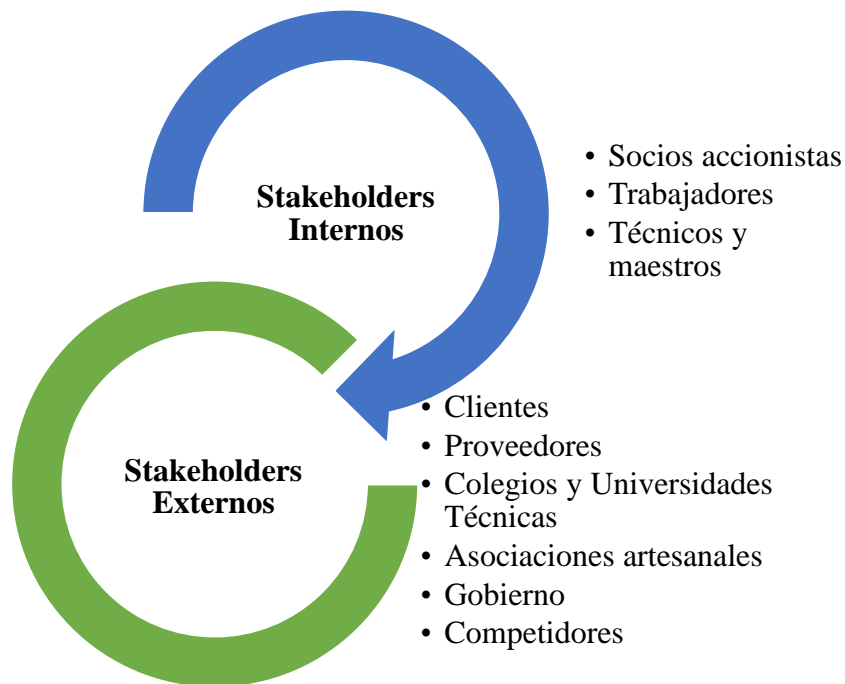 Stakeholders
Internos
• Socios accionistas
• Trabajadores
• Técnicos y
maestros
Stakeholders
Externos
• Clientes
• Proveedores
• Colegios y Universidades
Técnicas
• Asociaciones artesanales
• Gobierno
• Competidores